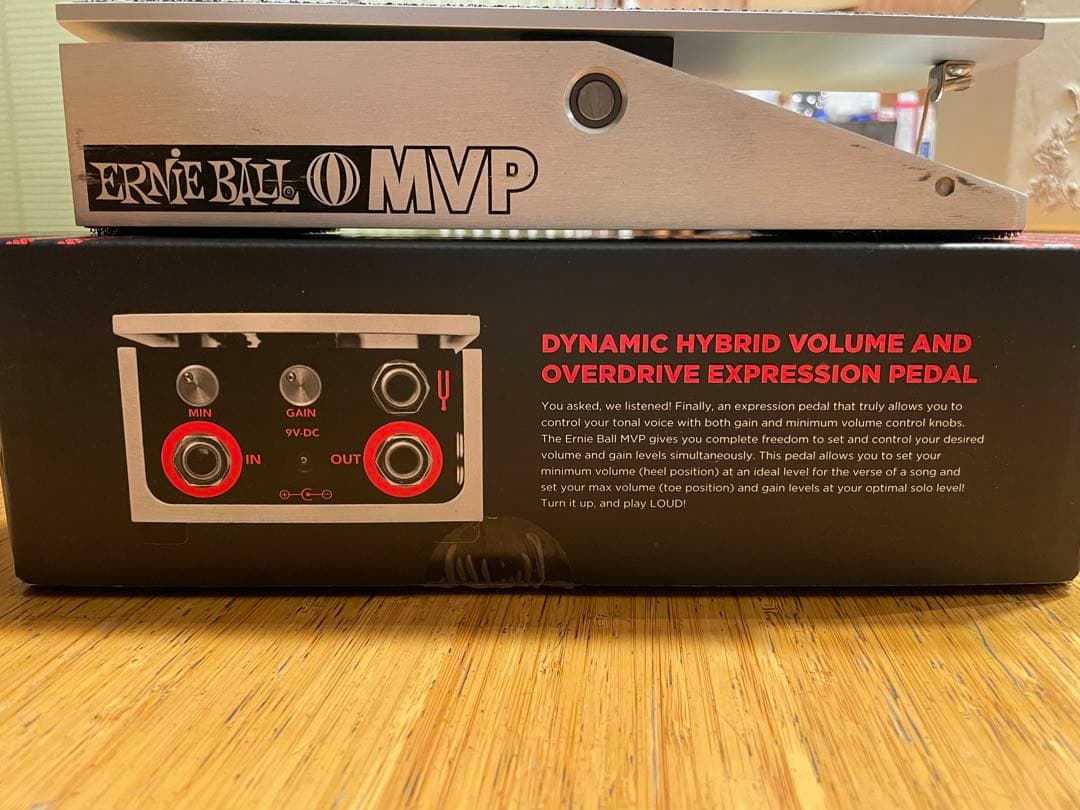 ERNIE BALL MVP
DYNAMIC HYBRID VOLUME AND
OVERDRIVE EXPRESSION PEDAL
You asked, we listened! Finally, an expression pedal that truly allows you to
control your tonal voice with both gain and minimum volume control knobs.
The Ernie Ball MVP gives you complete freedom to set and control your desired
volume and gain levels simultaneously. This pedal allows you to set your
minimum volume (heel position) at an ideal level for the verse of a song and
set your max volume (toe position) and gain levels at your optimal solo level!
Turn it up, and play LOUD!
MIN
GAIN
9V-DC
IN
OUT